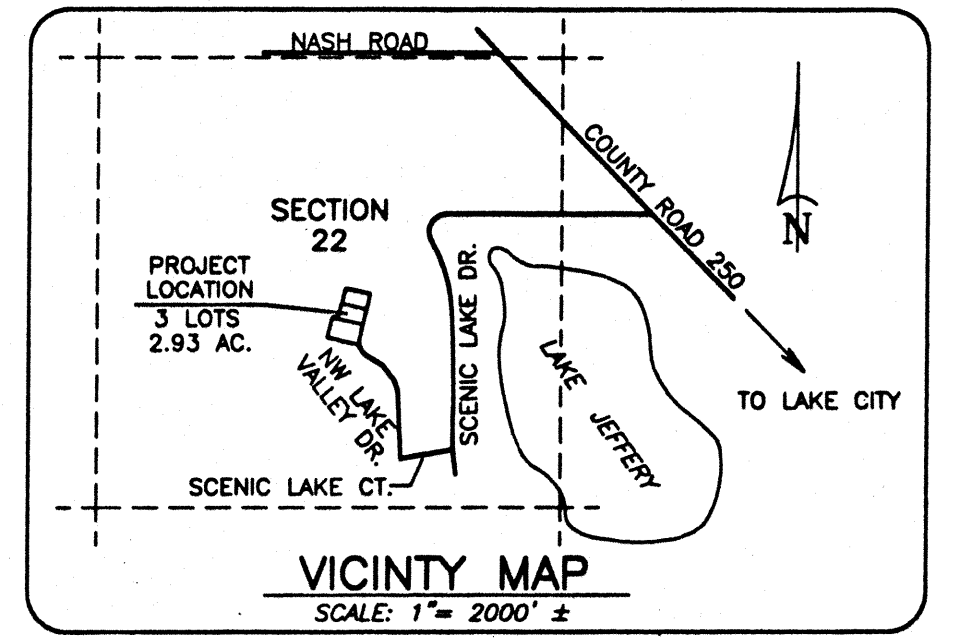 NASH ROAD
COUNTY ROAD 250
N
SECTION
22
PROJECT
LOCATION
3 LOTS
2.93 AC.
SCENIC LAKE DR.
NW LAKE
VALLEY DR.
LAKE JEFFERY
TO LAKE CITY
SCENIC LAKE CT.
VICINTY MAP
SCALE: 1"= 2000' ±